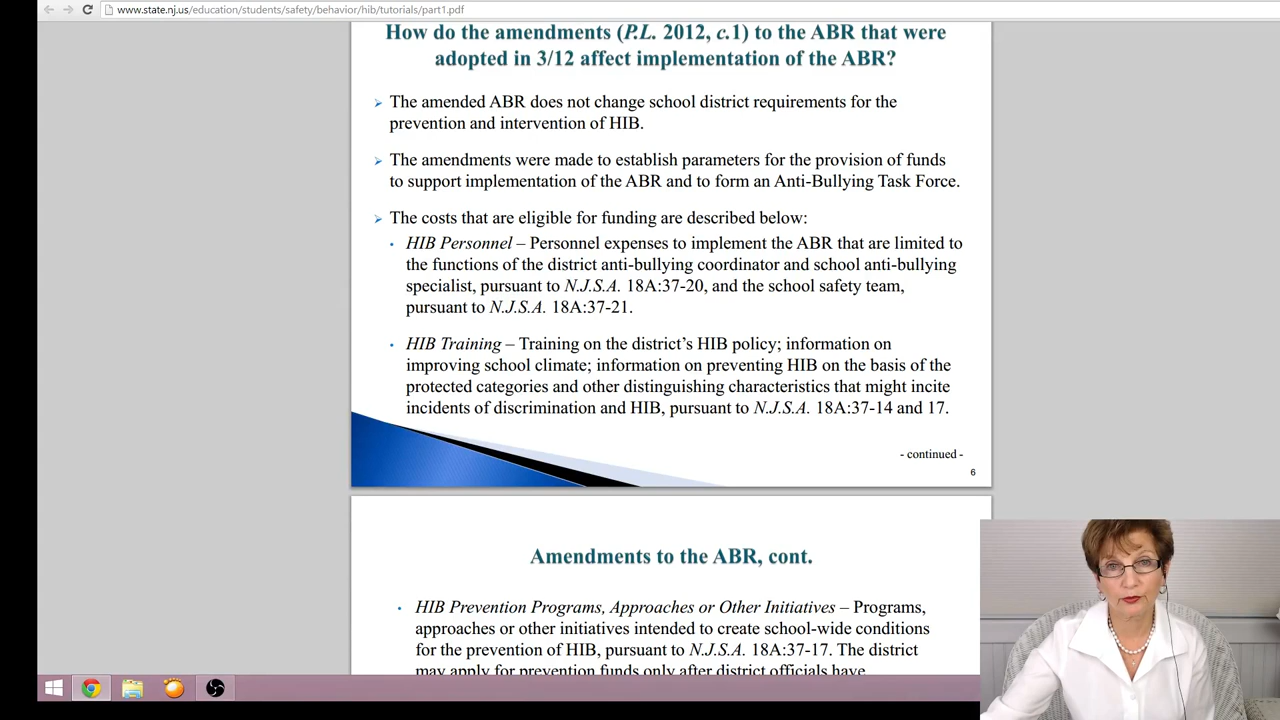 www.state.nj.us/education/students/safety/behavior/hib/tutorials/part1.pdf
How do the amendments (P.L. 2012, c.1) to the ABR that were
adopted in 3/12 affect implementation of the ABR?
The amended ABR does not change school district requirements for the
prevention and intervention of HIB.
The amendments were made to establish parameters for the provision of funds
to support implementation of the ABR and to form an Anti-Bullying Task Force.
The costs that are eligible for funding are described below:
HIB Personnel – Personnel expenses to implement the ABR that are limited to
the functions of the district anti-bullying coordinator and school anti-bullying
specialist, pursuant to N.J.S.A. 18A:37-20, and the school safety team,
pursuant to N.J.S.A. 18A:37-21.
HIB Training – Training on the district’s HIB policy; information on
improving school climate; information on preventing HIB on the basis of the
protected categories and other distinguishing characteristics that might incite
incidents of discrimination and HIB, pursuant to N.J.S.A. 18A:37-14 and 17.
- continued -
6
Amendments to the ABR, cont.
HIB Prevention Programs, Approaches or Other Initiatives – Programs,
approaches or other initiatives intended to create school-wide conditions
for the prevention of HIB, pursuant to N.J.S.A. 18A:37-17. The district
may apply for prevention funds only after district officials have